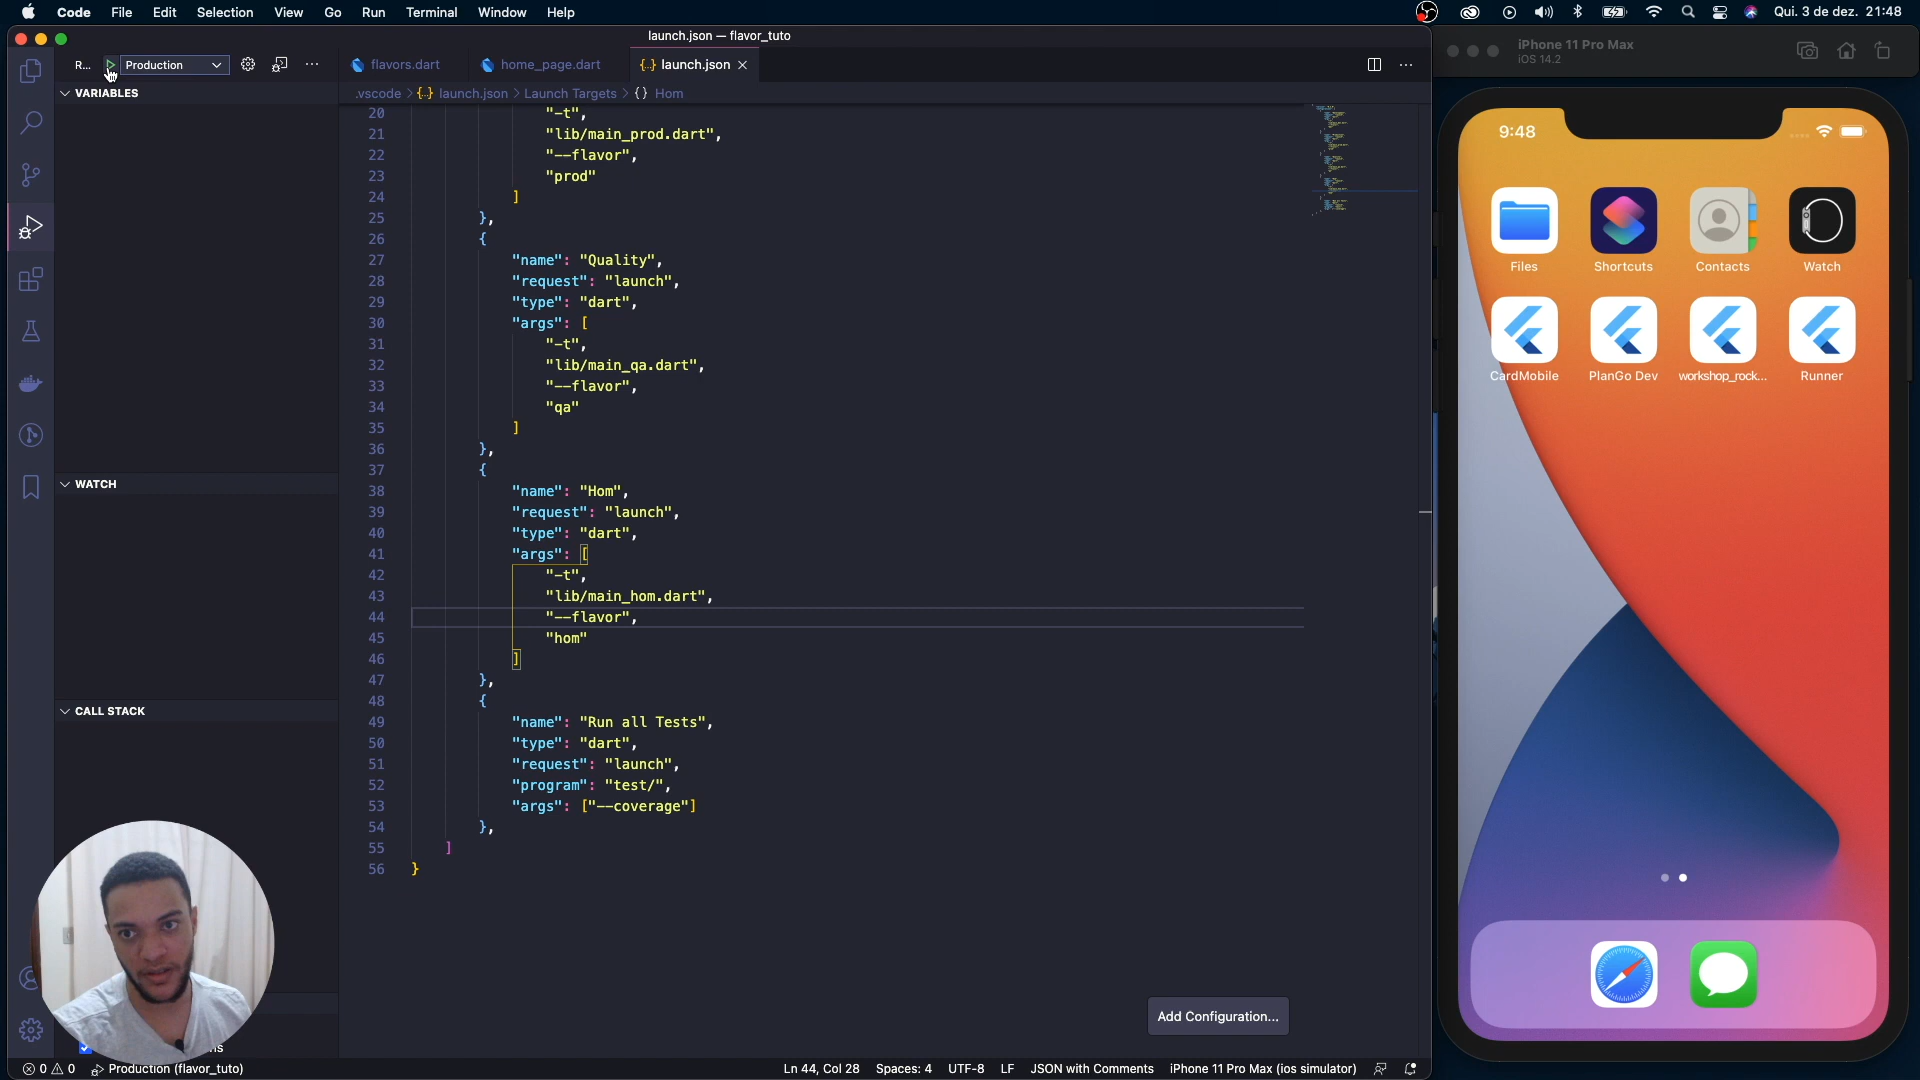 Code File Edit Selection View Go Run Terminal Window Help
Qui. 3 de dez. 21:48
launch.json — flavor_tuto
R... Production
flavors.dart
home_page.dart
launch.json
.vscode > {..} launch.json > Launch Targets > {} Hom
VARIABLES
WATCH
CALL STACK
20 "-t",
21 "lib/main_prod.dart",
22 "--flavor",
23 "prod"
24 ]
25 },
26 {
27 "name": "Quality",
28 "request": "launch",
29 "type": "dart",
30 "args": [
31 "-t",
32 "lib/main_qa.dart",
33 "--flavor",
34 "qa"
35 ]
36 },
37 {
38 "name": "Hom",
39 "request": "launch",
40 "type": "dart",
41 "args": [
42 "-t",
43 "lib/main_hom.dart",
44 "--flavor",
45 "hom"
46 ]
47 },
48 {
49 "name": "Run all Tests",
50 "type": "dart",
51 "request": "launch",
52 "program": "test/",
53 "args": ["--coverage"]
54 },
55 ]
56 }
Add Configuration...
0 0 Production (flavor_tuto)
Ln 44, Col 28 Spaces: 4 UTF-8 LF JSON with Comments iPhone 11 Pro Max (ios simulator)
iPhone 11 Pro Max
iOS 14.2
9:48
Files Shortcuts Contacts Watch
CardMobile PlanGo Dev workshop_rock... Runner